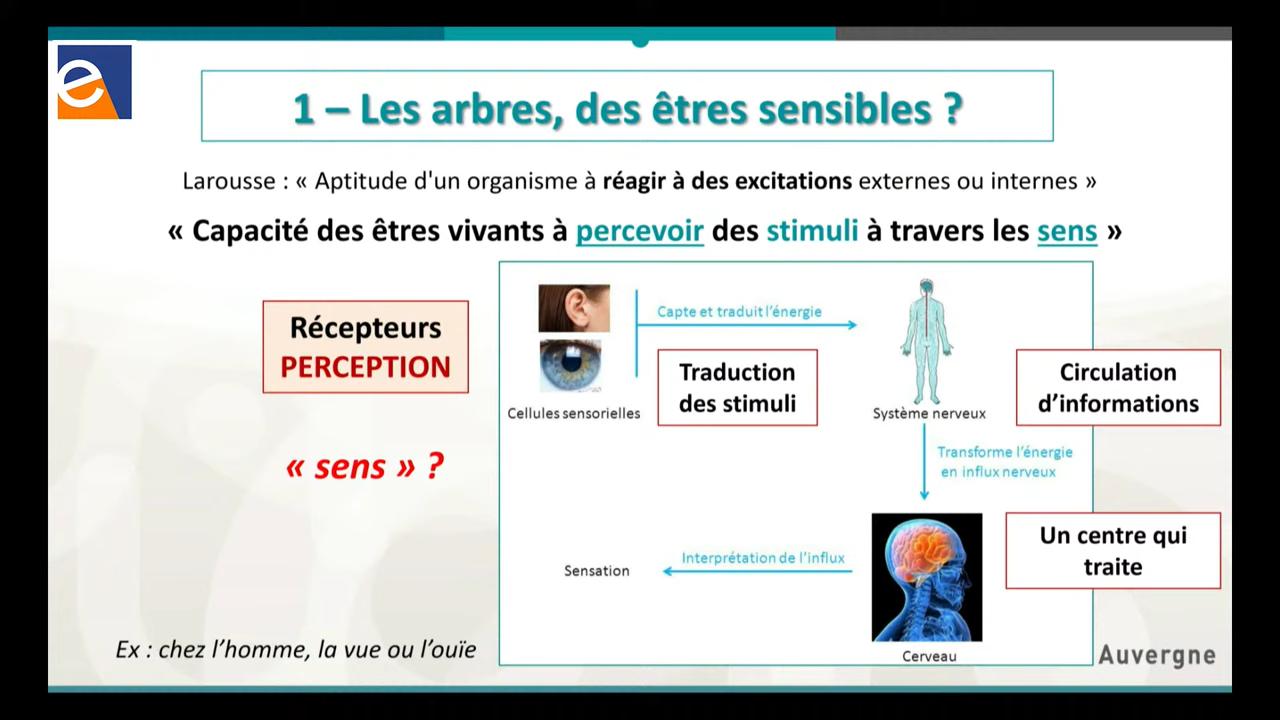 1 – Les arbres, des êtres sensibles ?
Larousse : « Aptitude d'un organisme à réagir à des excitations externes ou internes »
« Capacité des êtres vivants à percevoir des stimuli à travers les sens »
Récepteurs
PERCEPTION
« sens » ?
Ex : chez l’homme, la vue ou l’ouïe
Capte et traduit l’énergie
Traduction
des stimuli
Cellules sensorielles
Système nerveux
Circulation
d’informations
Transforme l’énergie
en influx nerveux
Un centre qui
traite
Interprétation de l’influx
Sensation
Cerveau
Auvergne